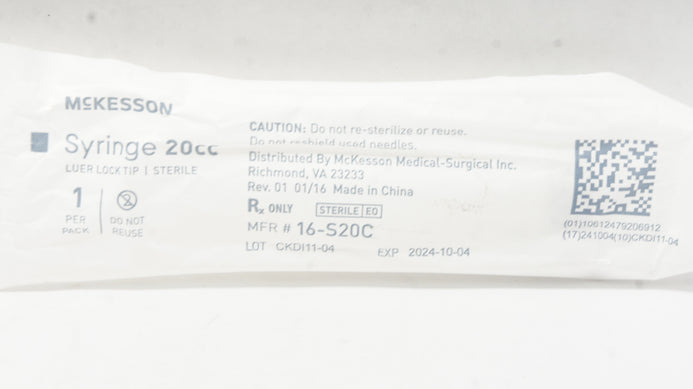 McKESSON
Syringe 20cc
LUER LOCK TIP | STERILE
1
PER
PACK
DO NOT
REUSE
CAUTION: Do not re-sterilize or reuse.
Do not reshield used needles.
Distributed By McKesson Medical-Surgical Inc.
Richmond, VA 23233
Rev. 01 01/16 Made in China
Rx ONLY STERILE EO
MFR # 16-S20C
LOT CKDI11-04 EXP 2024-10-04
(01)10612479206912
(17)241004(10)CKDI11-04